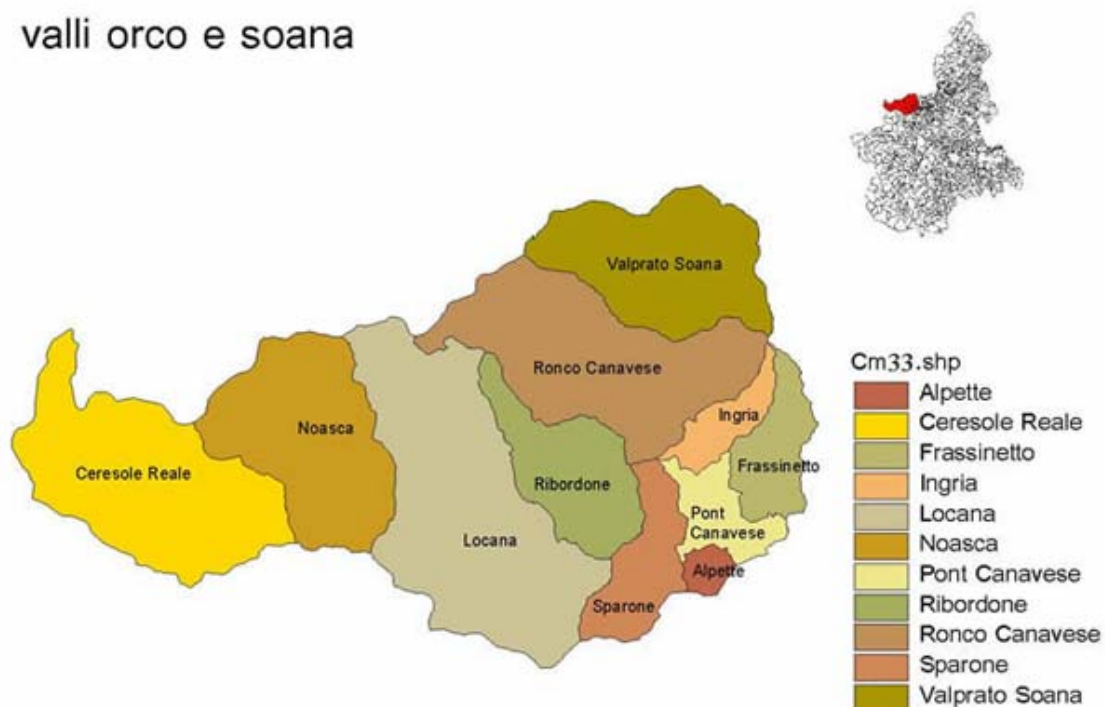 valli orco e soana
Valprato Soana
Ronco Canavese
Ingria
Noasca
Frassinetto
Ceresole Reale
Ribordone
Pont
Canavese
Locana
Alpette
Sparone
Cm33.shp
Alpette
Ceresole Reale
Frassinetto
Ingria
Locana
Noasca
Pont Canavese
Ribordone
Ronco Canavese
Sparone
Valprato Soana